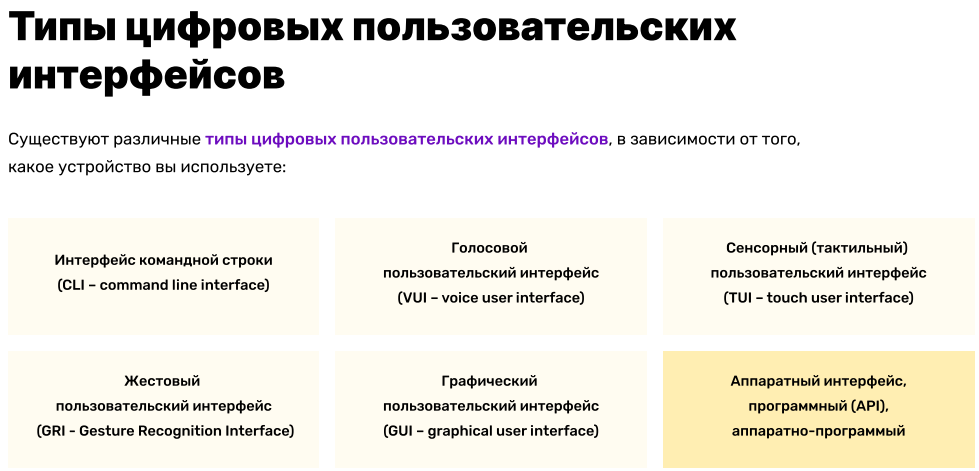 Типы цифровых пользовательских
интерфейсов
Существуют различные типы цифровых пользовательских интерфейсов, в зависимости от того,
какое устройство вы используете:
Интерфейс командной строки
(CLI – command line interface)
Голосовой
пользовательский интерфейс
(VUI – voice user interface)
Сенсорный (тактильный)
пользовательский интерфейс
(TUI – touch user interface)
Жестовый
пользовательский интерфейс
(GRI - Gesture Recognition Interface)
Графический
пользовательский интерфейс
(GUI – graphical user interface)
Аппаратный интерфейс,
программный (API),
аппаратно-программый